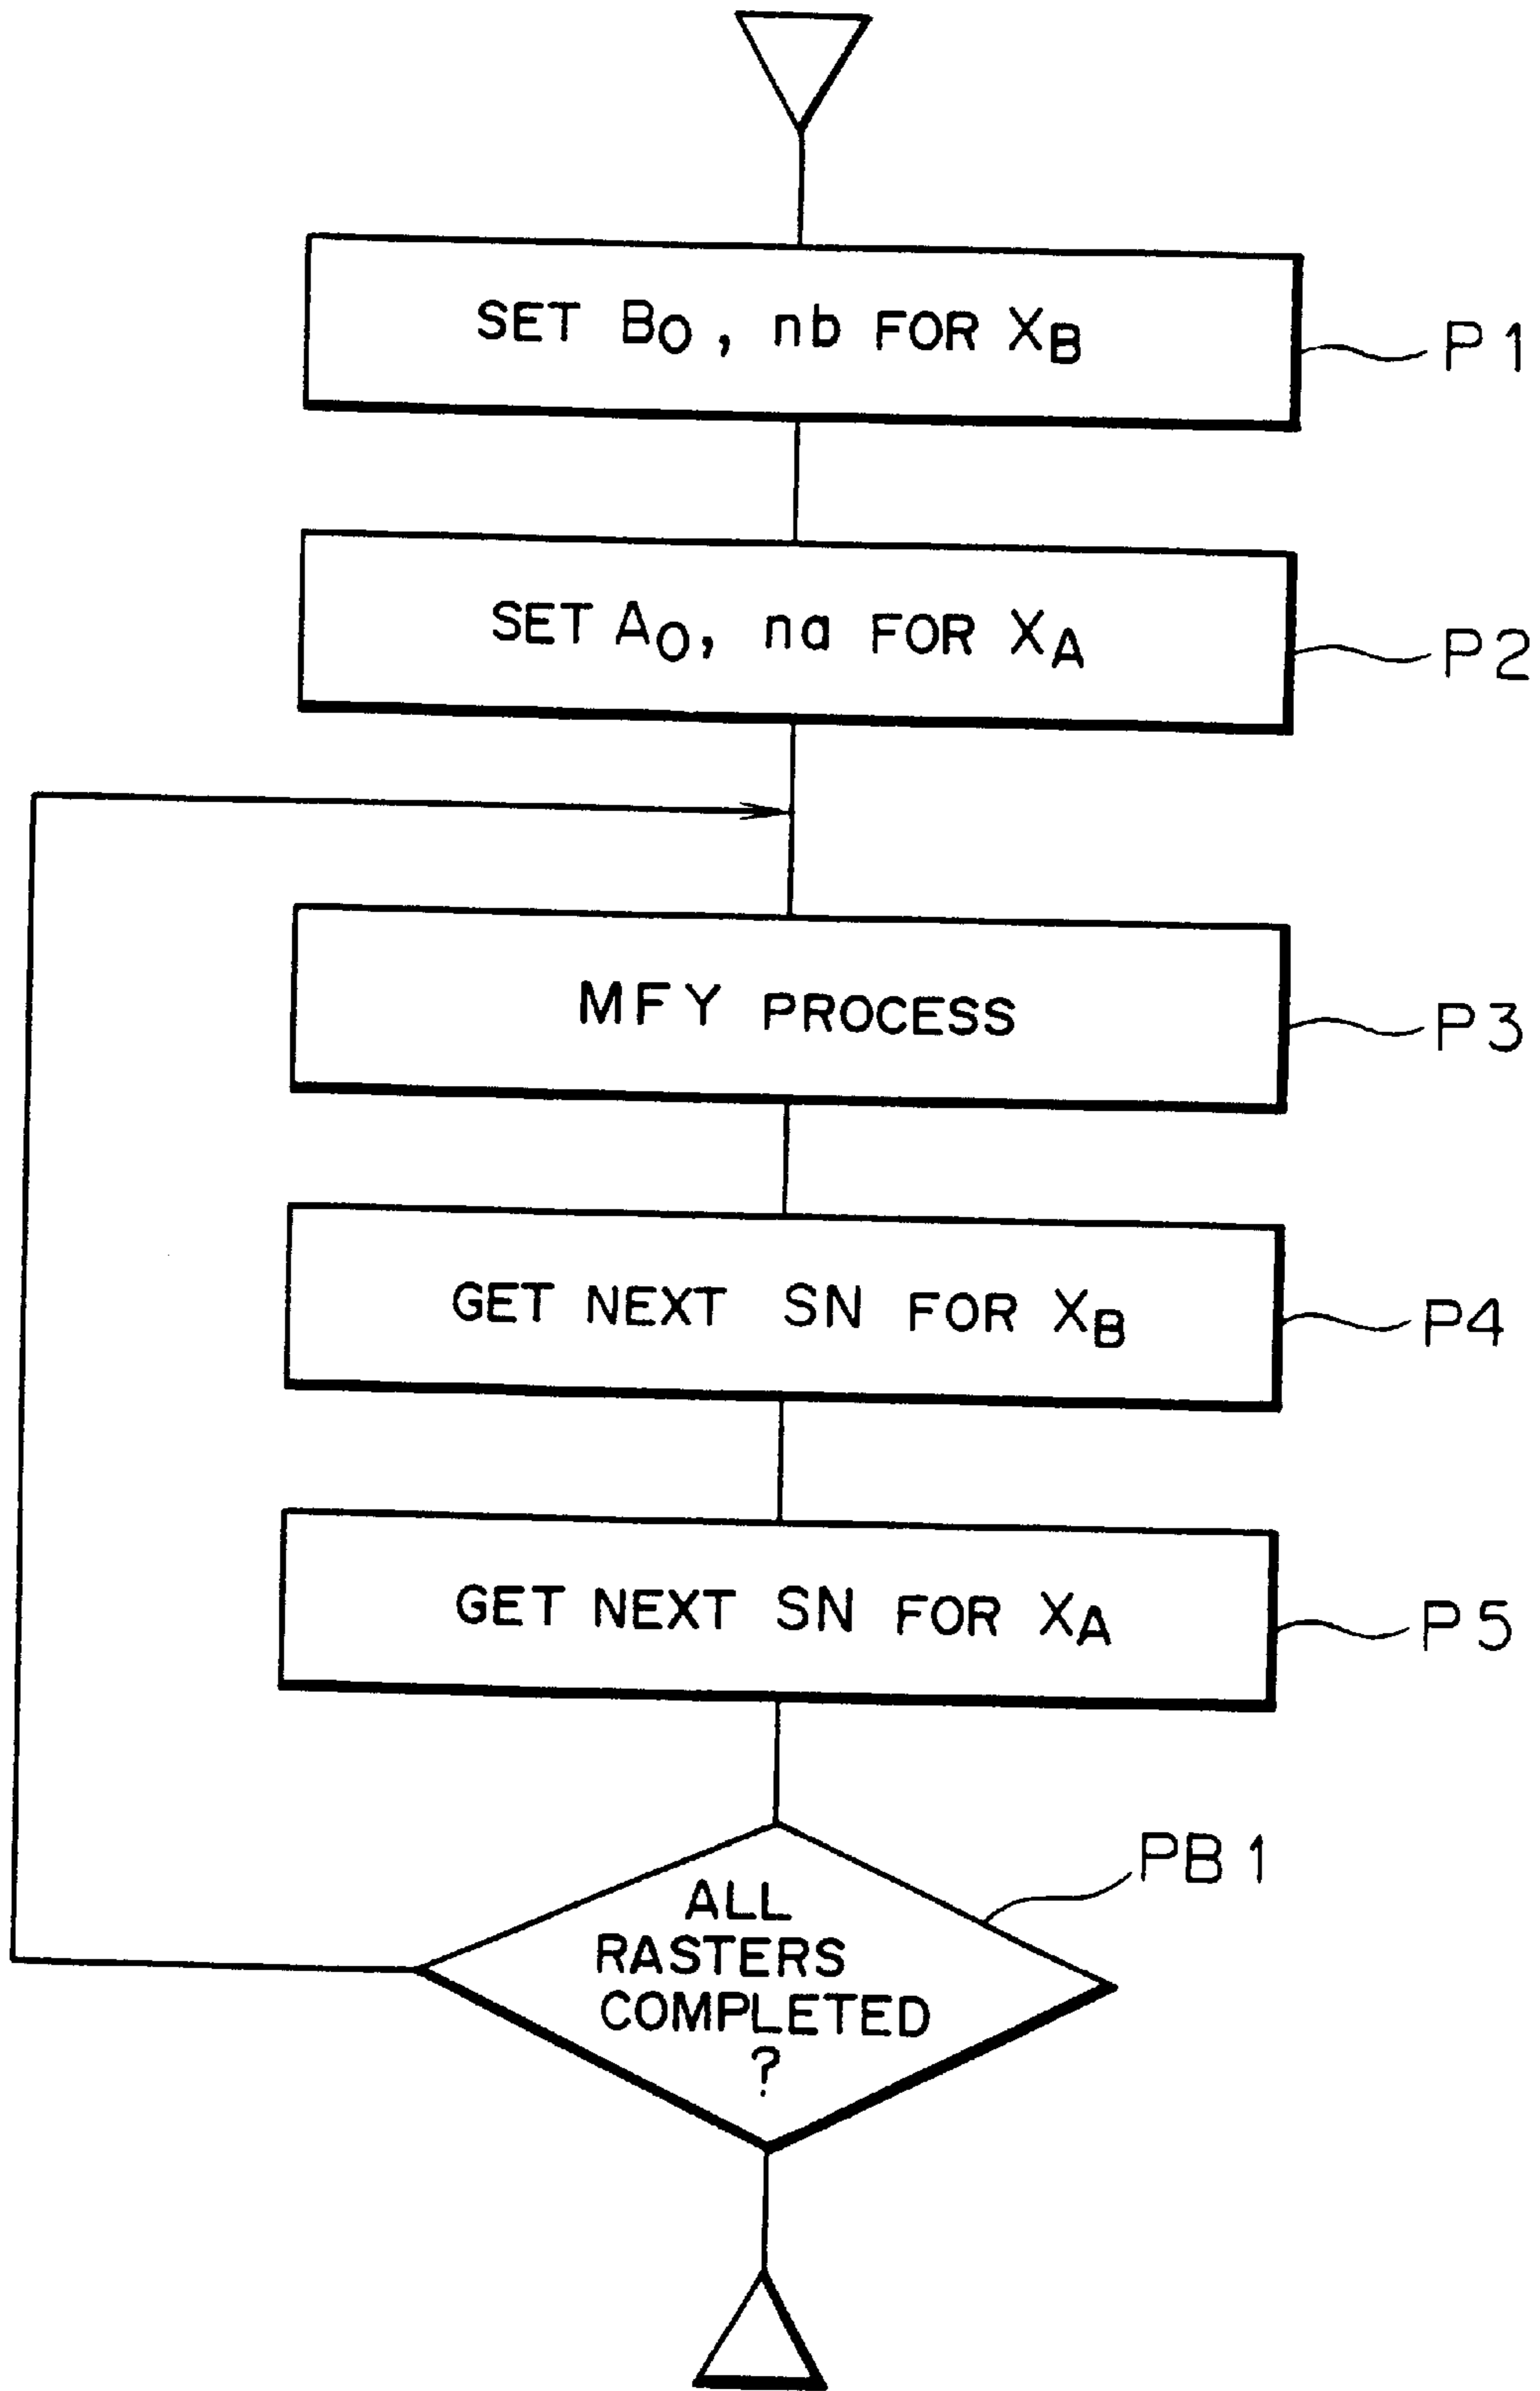 SET B0, nb FOR XB
P1
SET A0, na FOR XA
P2
MFY PROCESS
P3
GET NEXT SN FOR XB
P4
GET NEXT SN FOR XA
P5
PB1
ALL
RASTERS
COMPLETED
?